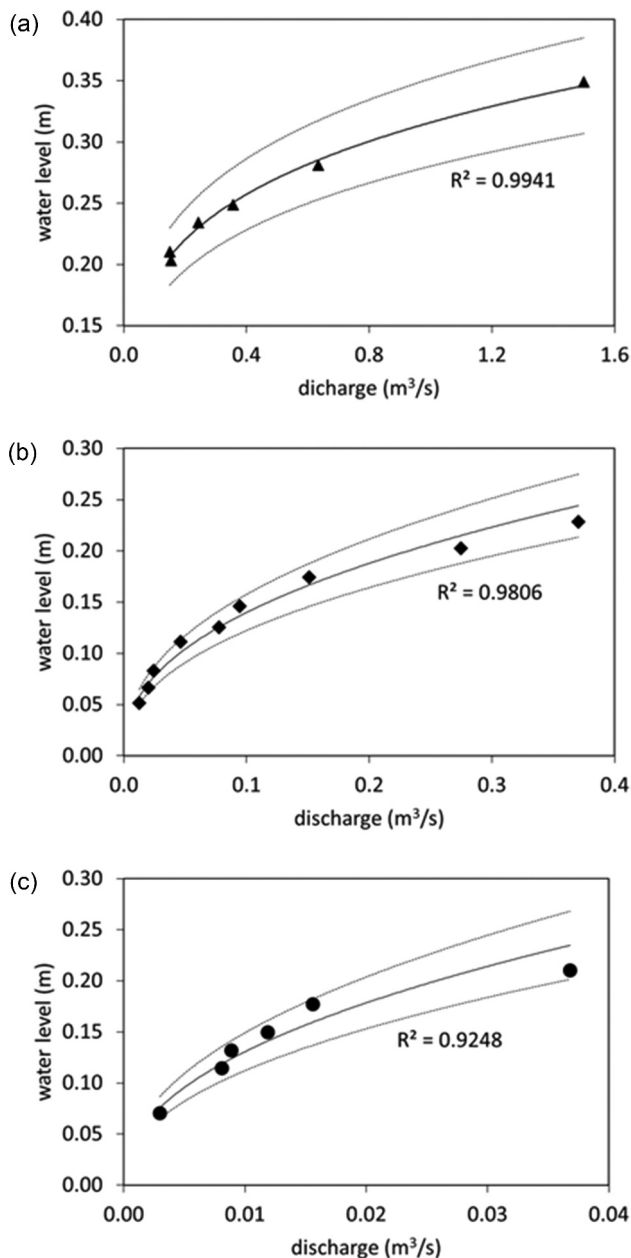 (a)
0.40
0.35
0.30
0.25
0.20
0.15
water level (m)
R² = 0.9941
0.0 0.4 0.8 1.2 1.6
dicharge (m³/s)
(b)
0.30
0.25
0.20
0.15
0.10
0.05
0.00
water level (m)
R² = 0.9806
0.0 0.1 0.2 0.3 0.4
discharge (m³/s)
(c)
0.30
0.25
0.20
0.15
0.10
0.05
0.00
water level (m)
R² = 0.9248
0.00 0.01 0.02 0.03 0.04
discharge (m³/s)